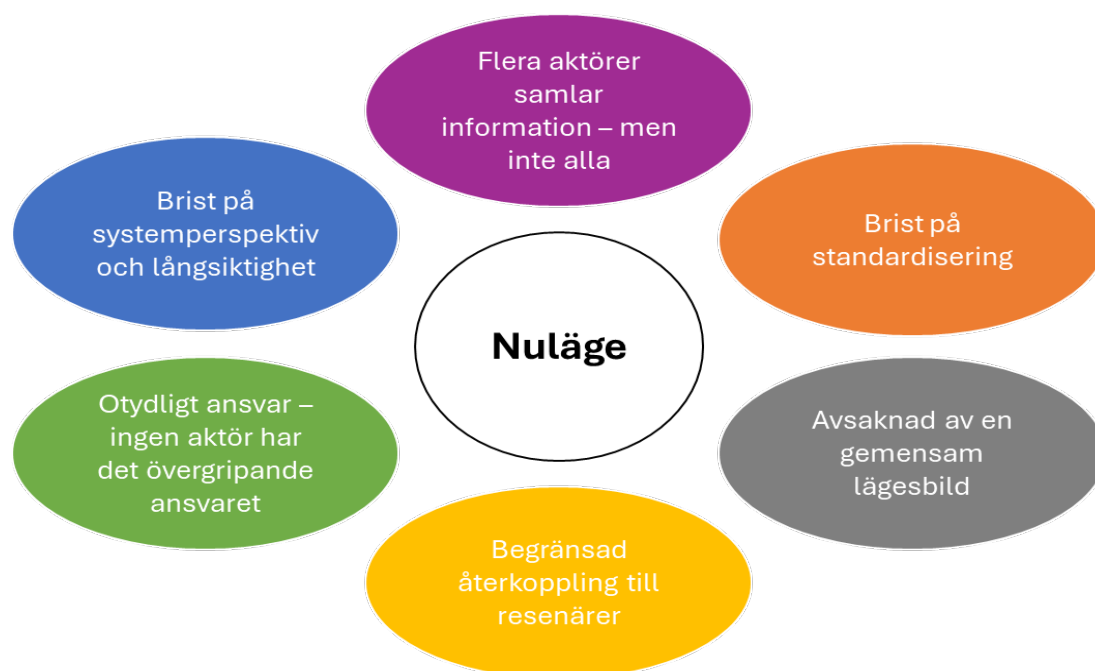 Flera aktörer
samlar
information – men
inte alla
Brist på
systemperspektiv
och långsiktighet
Brist på
standardisering
Nuläge
Otydligt ansvar –
ingen aktör har
det övergripande
ansvaret
Avsaknad av en
gemensam
lägesbild
Begränsad
återkoppling till
resenärer